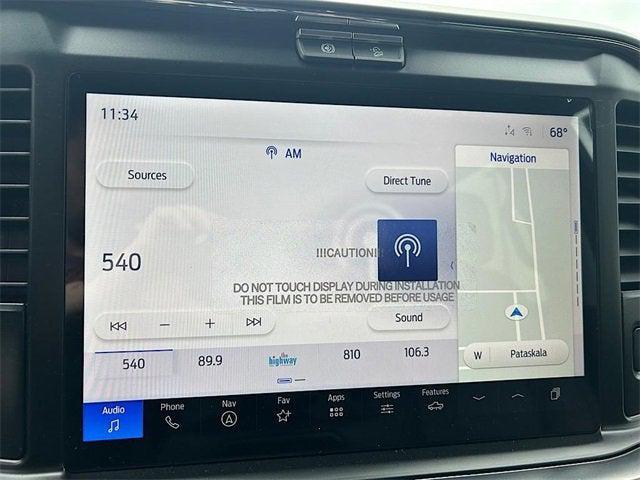 11:34
68°
AM
Navigation
Sources
Direct Tune
540
!!!CAUTION!!!
DO NOT TOUCH DISPLAY DURING INSTALLATION
THIS FILM IS TO BE REMOVED BEFORE USAGE
Sound
W Pataskala
540 89.9 the highway 810 106.3
Audio Phone Nav Fav Apps Settings Features